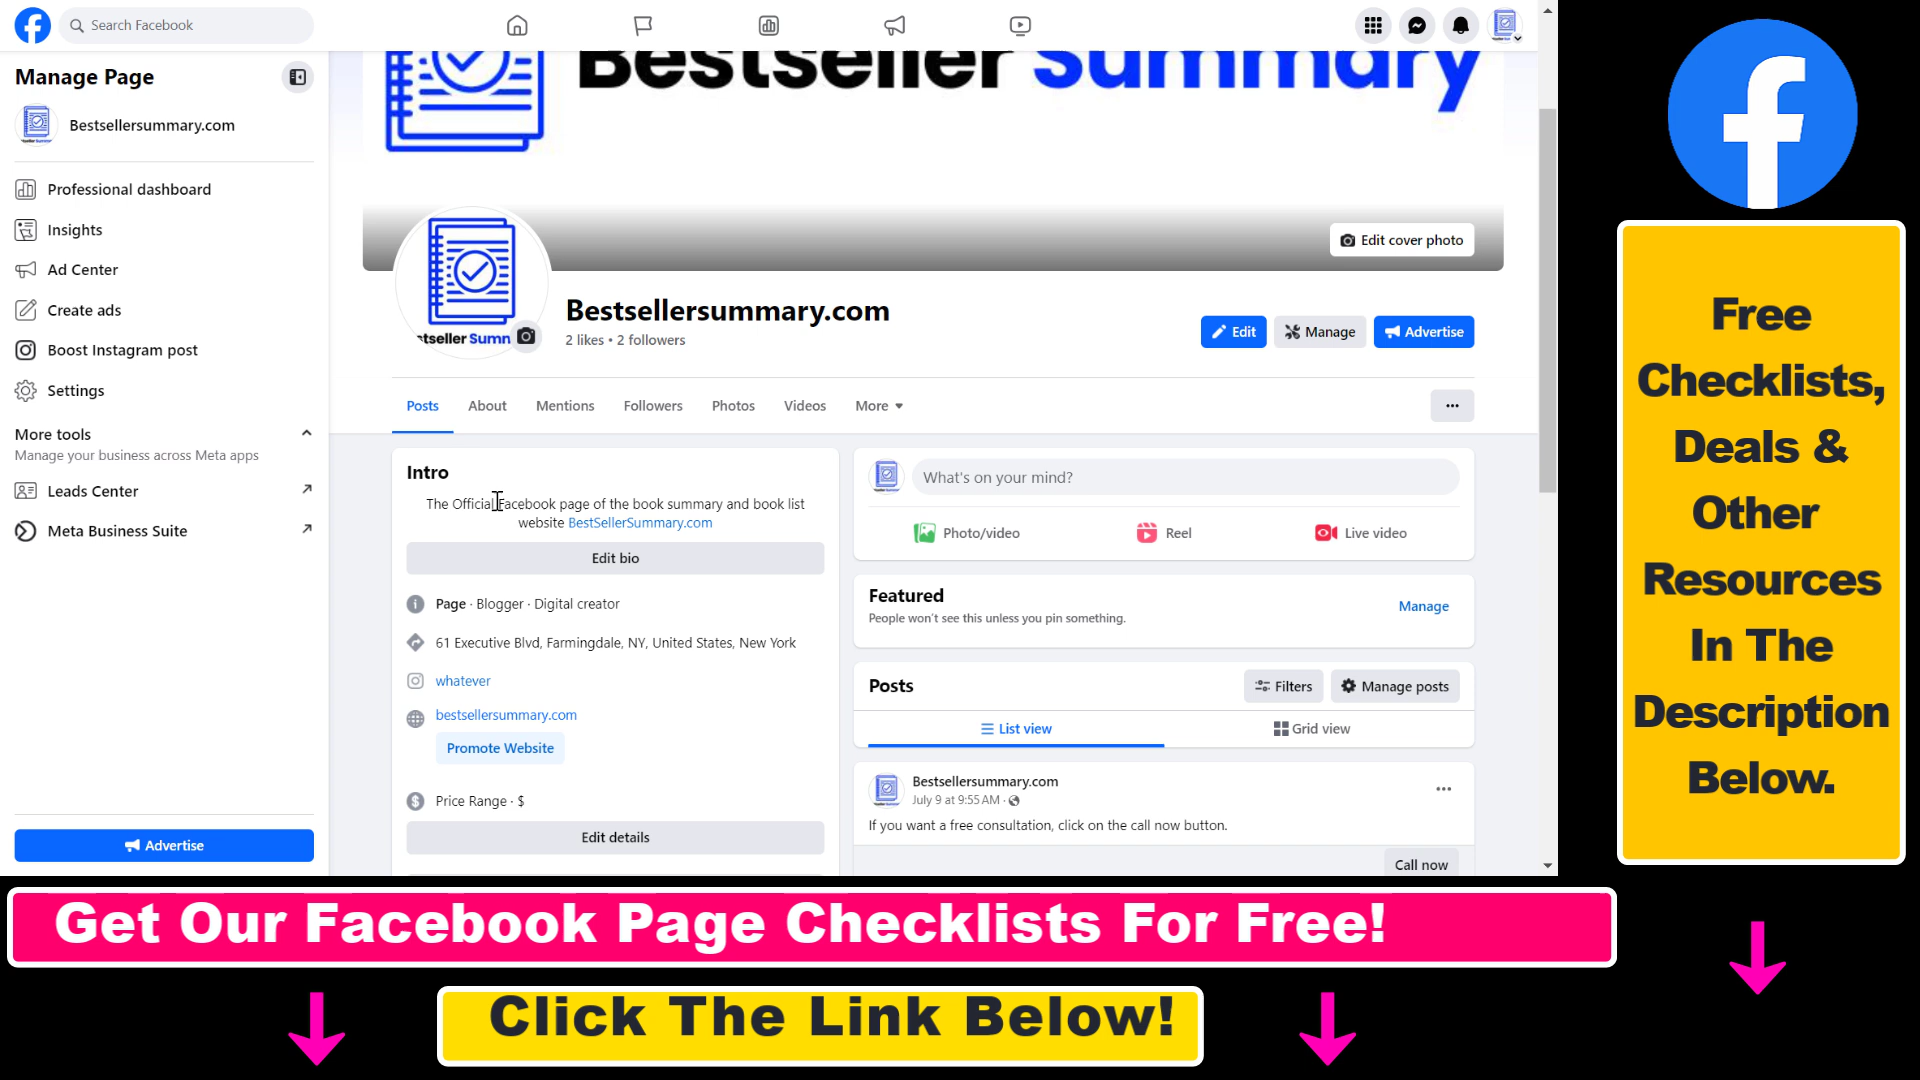 Search Facebook
Manage Page
Bestsellersummary.com
Professional dashboard
Insights
Ad Center
Create ads
Boost Instagram post
Settings
More tools
Manage your business across Meta apps
Leads Center
Meta Business Suite
Advertise
Bestseller Summary
Edit cover photo
Bestsellersummary.com
2 likes • 2 followers
Edit
Manage
Advertise
Posts
About
Mentions
Followers
Photos
Videos
More
Intro
The Official Facebook page of the book summary and book list
website BestSellerSummary.com
Edit bio
Page · Blogger · Digital creator
61 Executive Blvd, Farmingdale, NY, United States, New York
whatever
bestsellersummary.com
Promote Website
Price Range · $
Edit details
What's on your mind?
Photo/video
Reel
Live video
Featured
People won't see this unless you pin something.
Manage
Posts
Filters
Manage posts
List view
Grid view
Bestsellersummary.com
July 9 at 9:55 AM ·
If you want a free consultation, click on the call now button.
Call now
Free
Checklists,
Deals &
Other
Resources
In The
Description
Below.
Get Our Facebook Page Checklists For Free!
Click The Link Below!